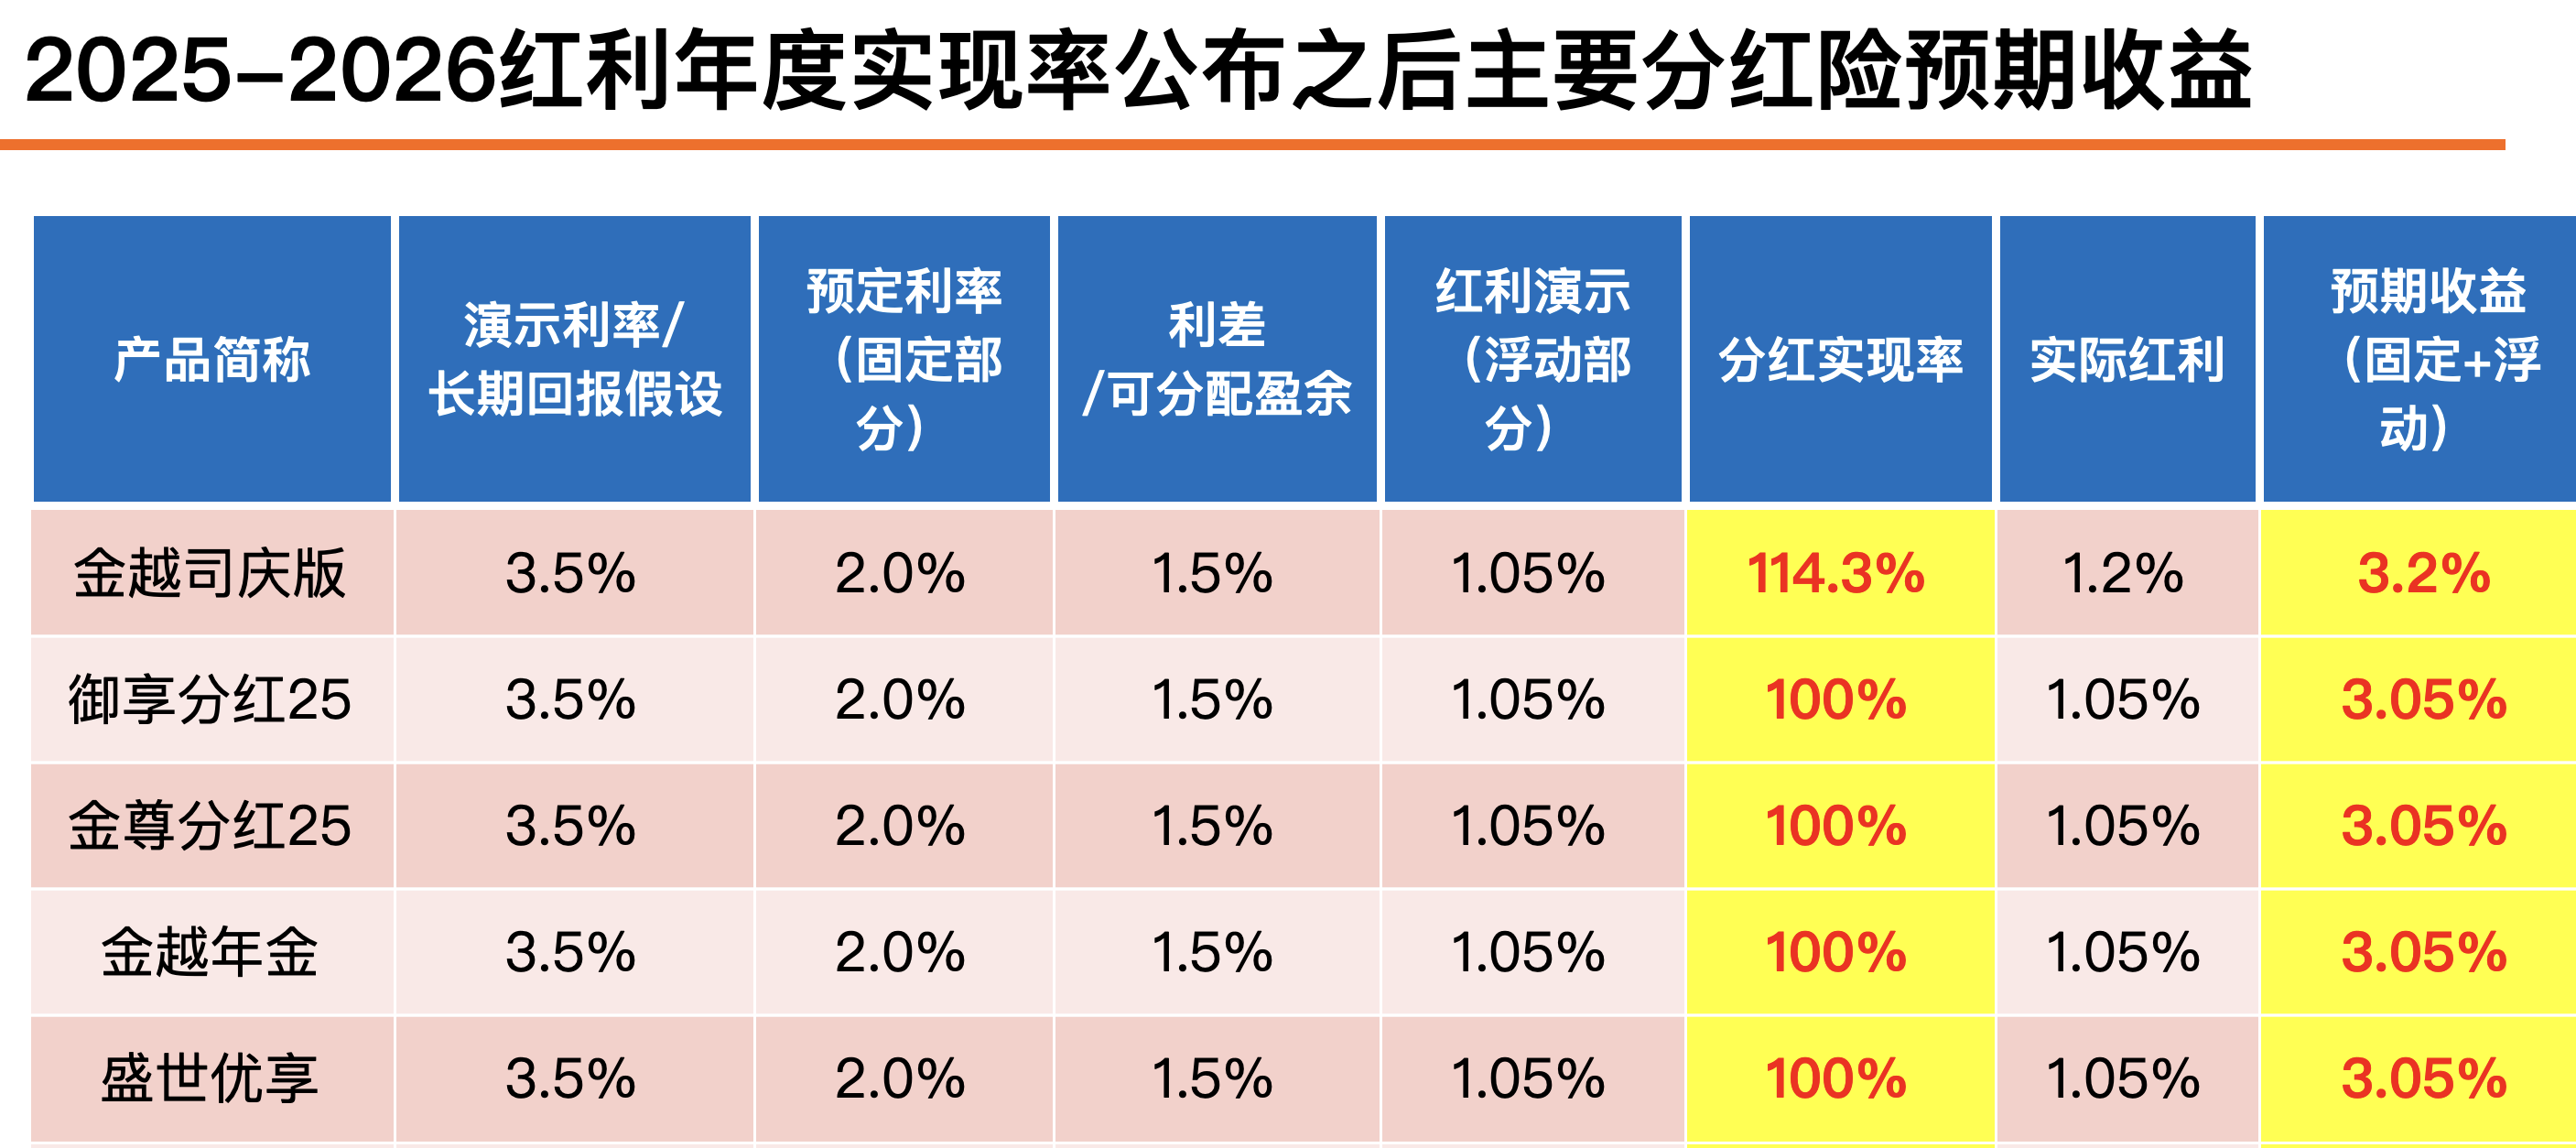 2025–2026红利年度实现率公布之后主要分红险预期收益
产品简称
演示利率/
长期回报假设
预定利率
（固定部
分）
利差
/可分配盈余
红利演示
（浮动部
分）
分红实现率
实际红利
预期收益
（固定+浮
动）
金越司庆版 3.5% 2.0% 1.5% 1.05% 114.3% 1.2% 3.2%
御享分红25 3.5% 2.0% 1.5% 1.05% 100% 1.05% 3.05%
金尊分红25 3.5% 2.0% 1.5% 1.05% 100% 1.05% 3.05%
金越年金 3.5% 2.0% 1.5% 1.05% 100% 1.05% 3.05%
盛世优享 3.5% 2.0% 1.5% 1.05% 100% 1.05% 3.05%